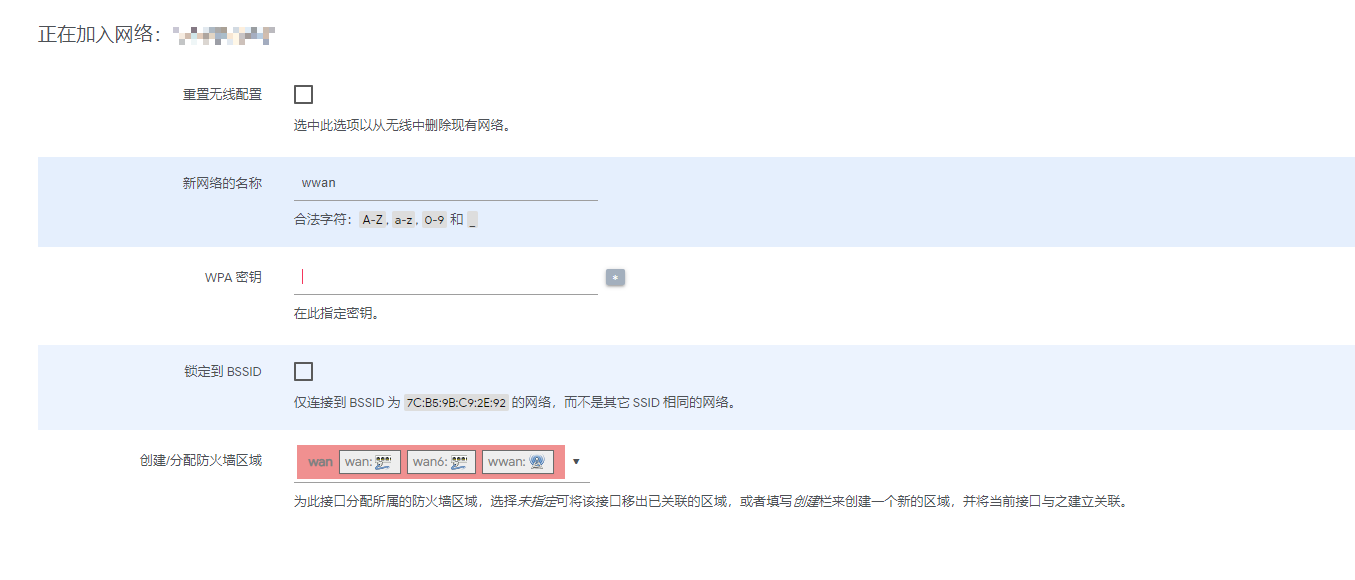 正在加入网络：
重置无线配置
选中此选项以从无线中删除现有网络。
新网络的名称 wwan
合法字符： A-Z, a-z, 0-9 和 _
WPA 密钥 *
在此指定密钥。
锁定到 BSSID
仅连接到 BSSID 为 7C:B5:9B:C9:2E:92 的网络，而不是其它 SSID 相同的网络。
创建/分配防火墙区域 wan wan: wan6: wwan:
为此接口分配所属的防火墙区域，选择未指定可将该接口移出已关联的区域，或者填写创建栏来创建一个新的区域，并将当前接口与之建立关联。